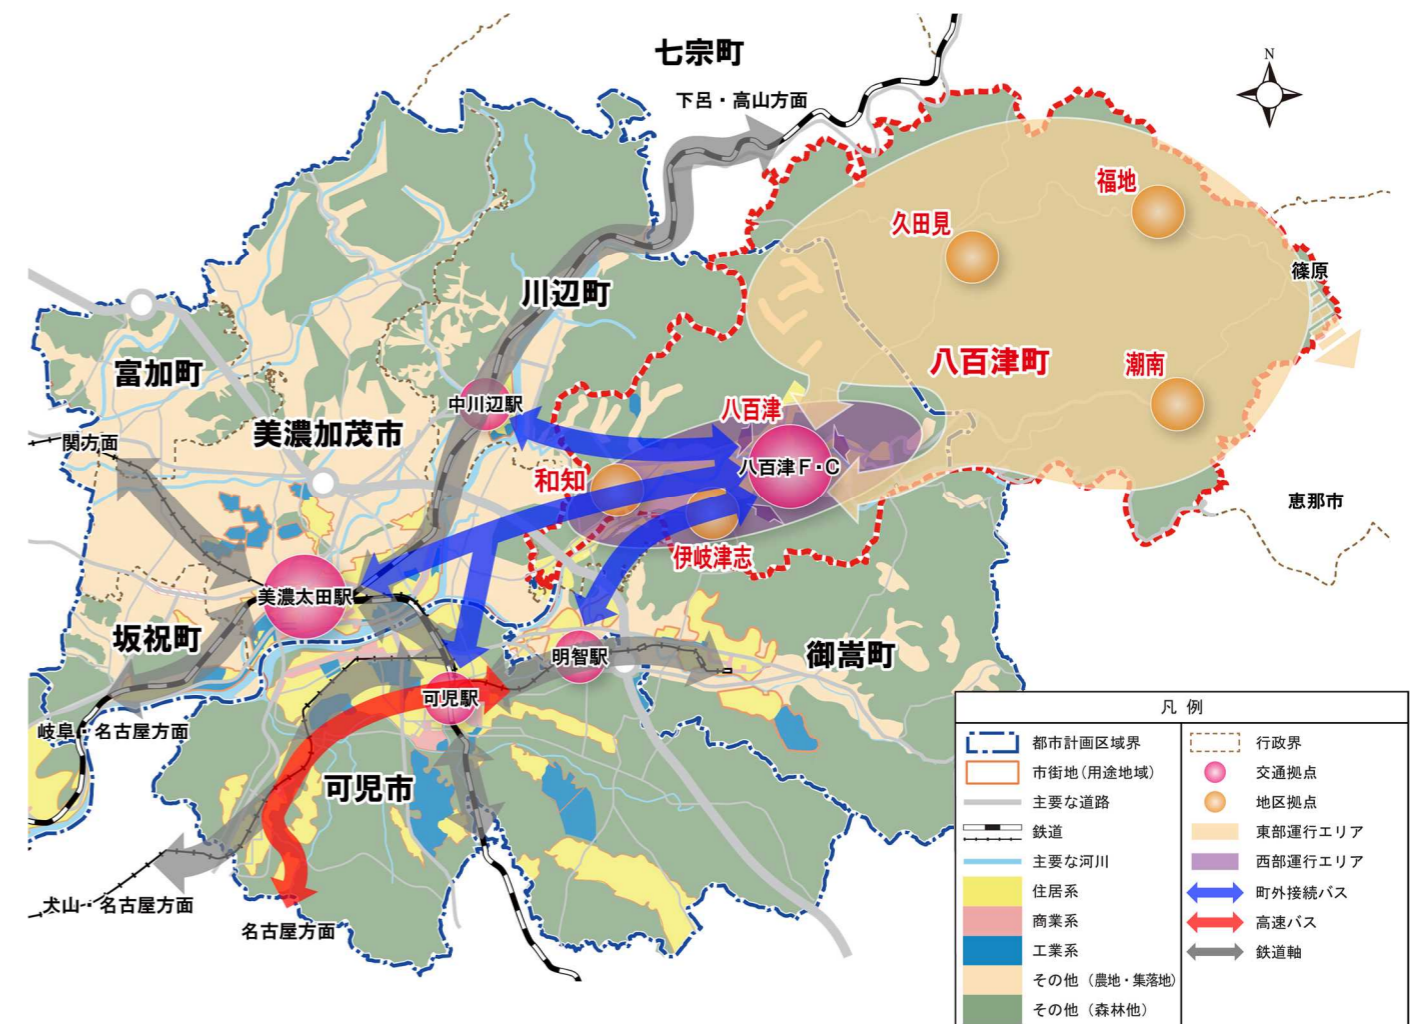 七宗町
N
下呂・高山方面
福地
久田見
篠原
川辺町
富加町
八百津町
潮南
中川辺駅
八百津
関方面
美濃加茂市
八百津F・C
和知
恵那市
伊岐津志
美濃太田駅
坂祝町
明智駅
御嵩町
可児駅
岐阜・名古屋方面
可児市
犬山・名古屋方面
名古屋方面
凡 例
都市計画区域界
市街地(用途地域)
主要な道路
鉄道
主要な河川
住居系
商業系
工業系
その他(農地・集落地)
その他(森林他)
行政界
交通拠点
地区拠点
東部運行エリア
西部運行エリア
町外接続バス
高速バス
鉄道軸